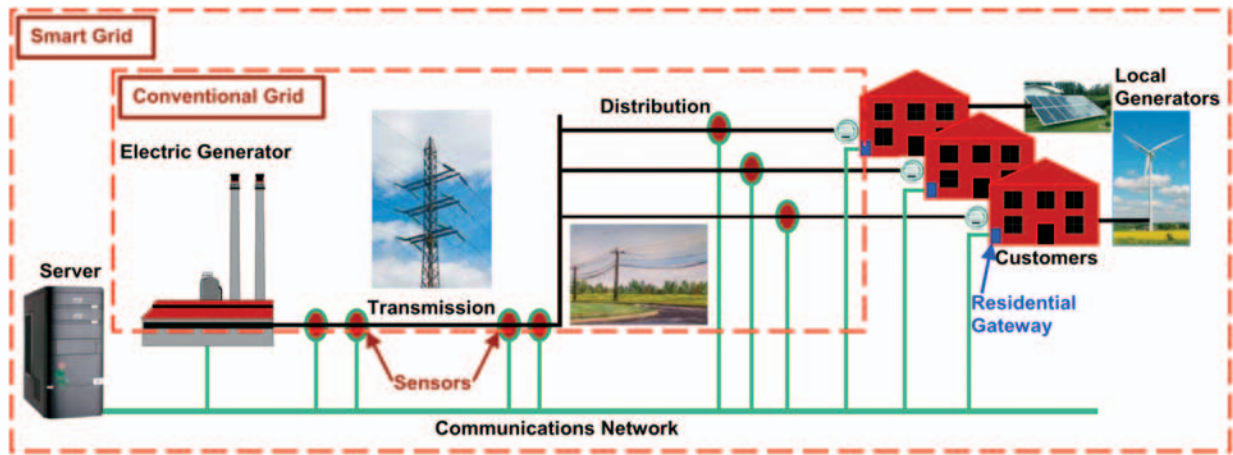 Smart Grid
Conventional Grid
Electric Generator
Distribution
Local
Generators
Server
Transmission
Sensors
Customers
Residential
Gateway
Communications Network